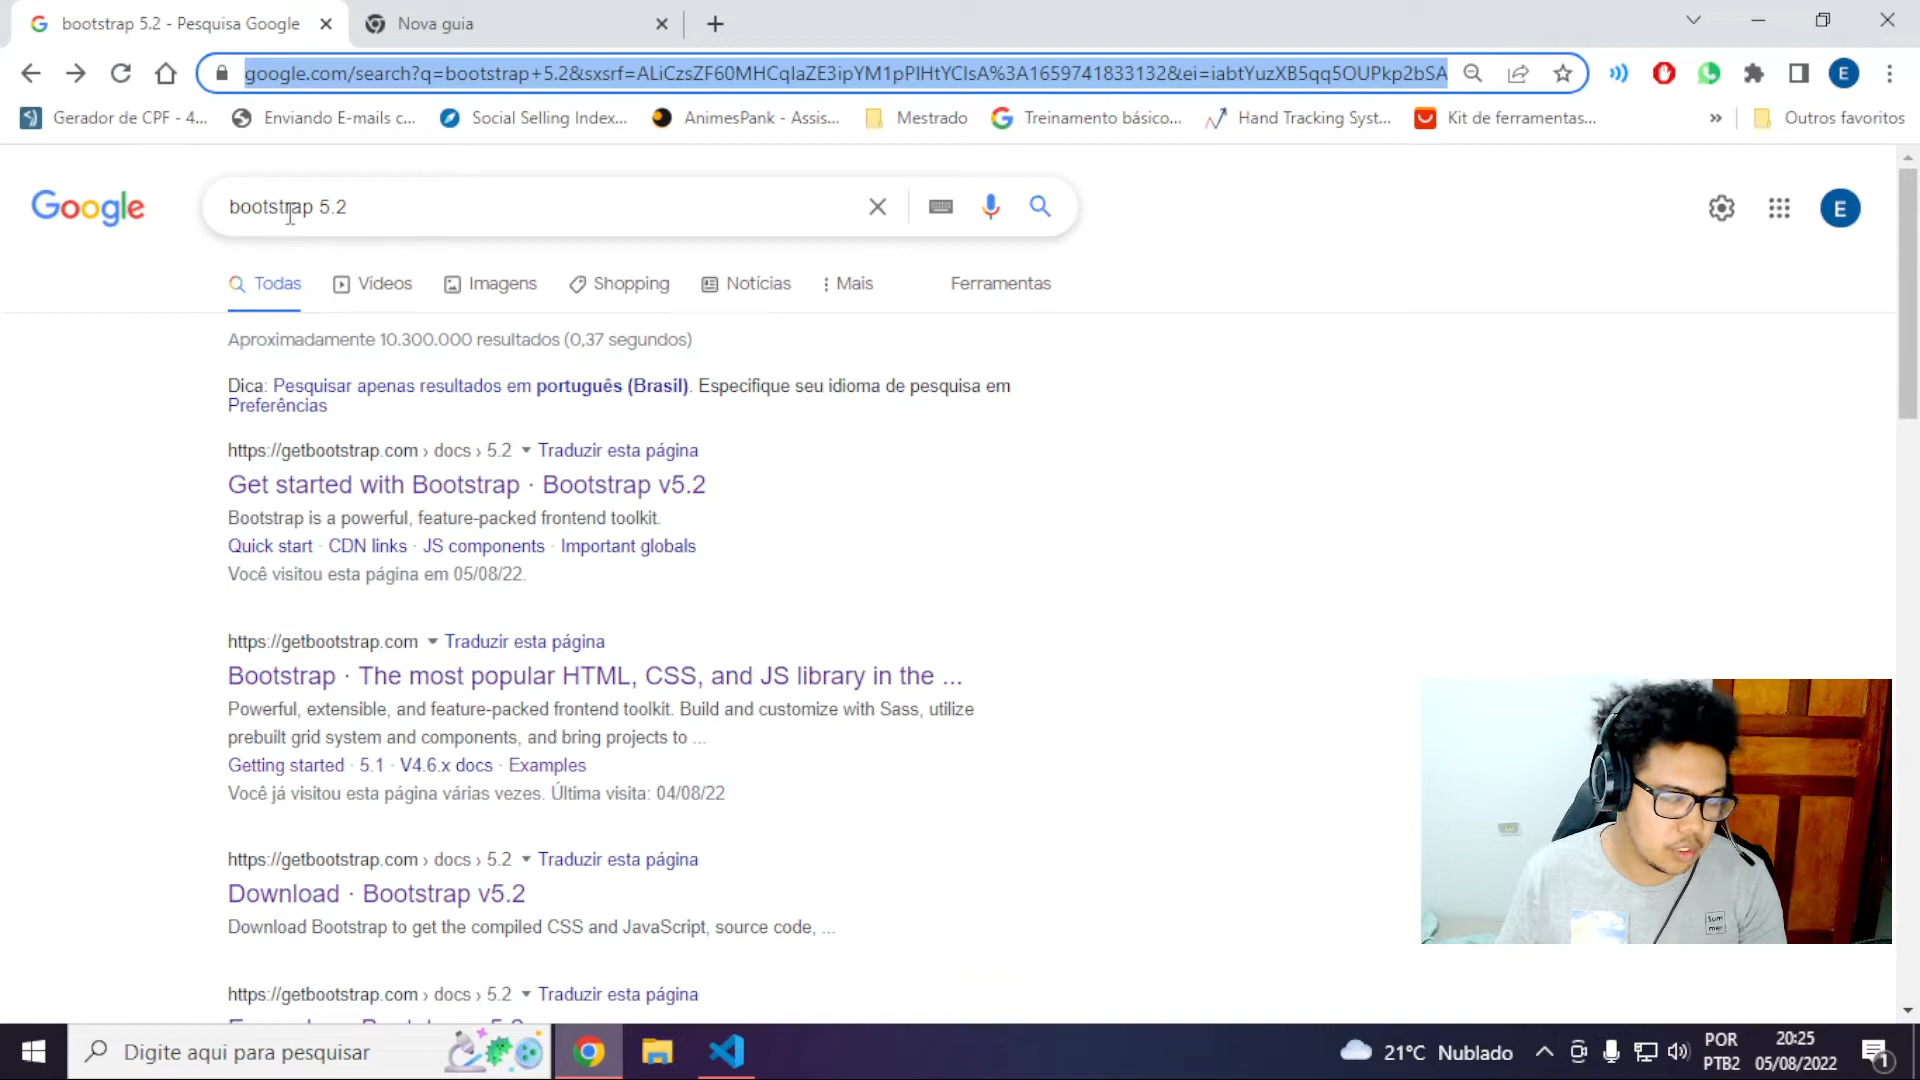 bootstrap 5.2 - Pesquisa Google
Nova guia
google.com/search?q=bootstrap+5.2&sxsrf=ALiCzsZF60MHCqIaZE3ipYM1pPIHtYCIsA%3A1659741833132&ei=iabtYuzXB5qq5OUPkp2bSA
E
Gerador de CPF - 4...
Enviando E-mails c...
Social Selling Index...
AnimesPank - Assis...
Mestrado
Treinamento básico...
Hand Tracking Syst...
Kit de ferramentas...
»
Outros favoritos
Google
bootstrap 5.2
E
Todas
Vídeos
Imagens
Shopping
Notícias
Mais
Ferramentas
Aproximadamente 10.300.000 resultados (0,37 segundos)
Dica: Pesquisar apenas resultados em português (Brasil). Especifique seu idioma de pesquisa em
Preferências
https://getbootstrap.com › docs › 5.2 Traduzir esta página
Get started with Bootstrap · Bootstrap v5.2
Bootstrap is a powerful, feature-packed frontend toolkit.
Quick start · CDN links · JS components · Important globals
Você visitou esta página em 05/08/22.
https://getbootstrap.com Traduzir esta página
Bootstrap · The most popular HTML, CSS, and JS library in the ...
Powerful, extensible, and feature-packed frontend toolkit. Build and customize with Sass, utilize
prebuilt grid system and components, and bring projects to ...
Getting started · 5.1 · V4.6.x docs · Examples
Você já visitou esta página várias vezes. Última visita: 04/08/22
https://getbootstrap.com › docs › 5.2 Traduzir esta página
Download · Bootstrap v5.2
Download Bootstrap to get the compiled CSS and JavaScript, source code, ...
https://getbootstrap.com › docs › 5.2 Traduzir esta página
Sum
mer
Digite aqui para pesquisar
21°C Nublado
POR
PTB2
20:25
05/08/2022
1